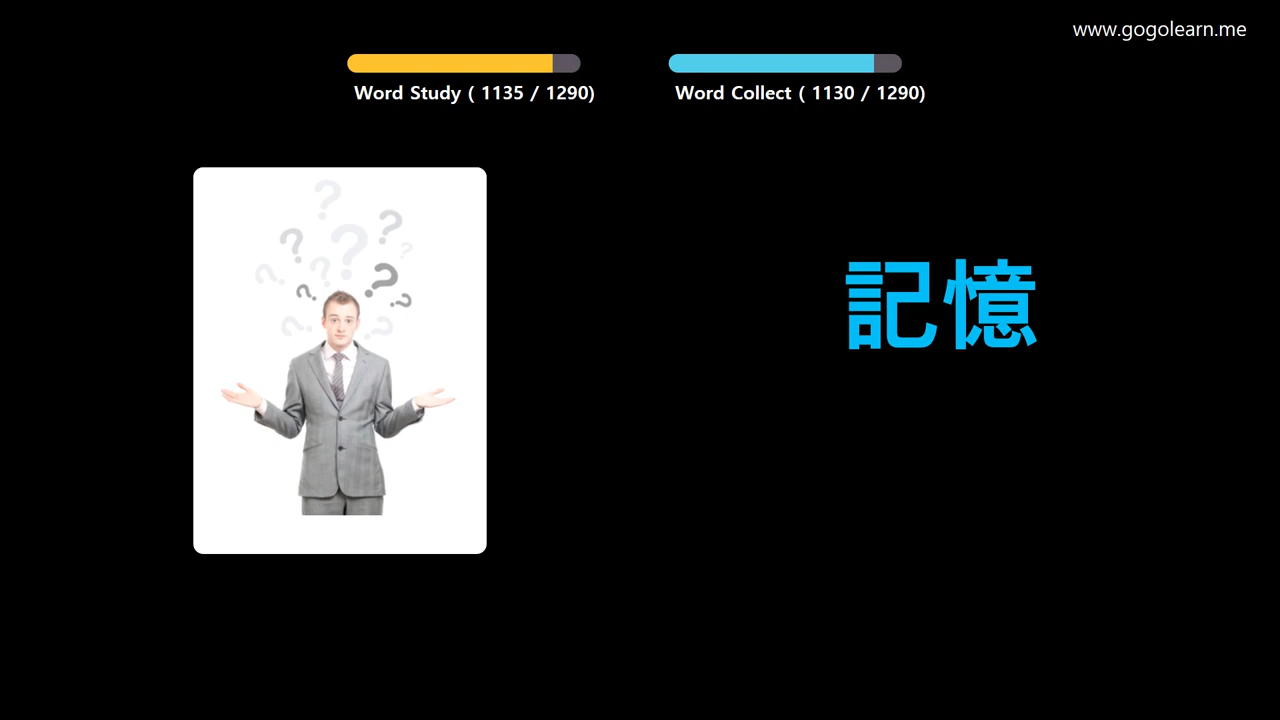 www.gogolearn.me
Word Study ( 1135 / 1290)
Word Collect ( 1130 / 1290)
? ? ? ? ? ? ? ? ? ? ? ?
記憶